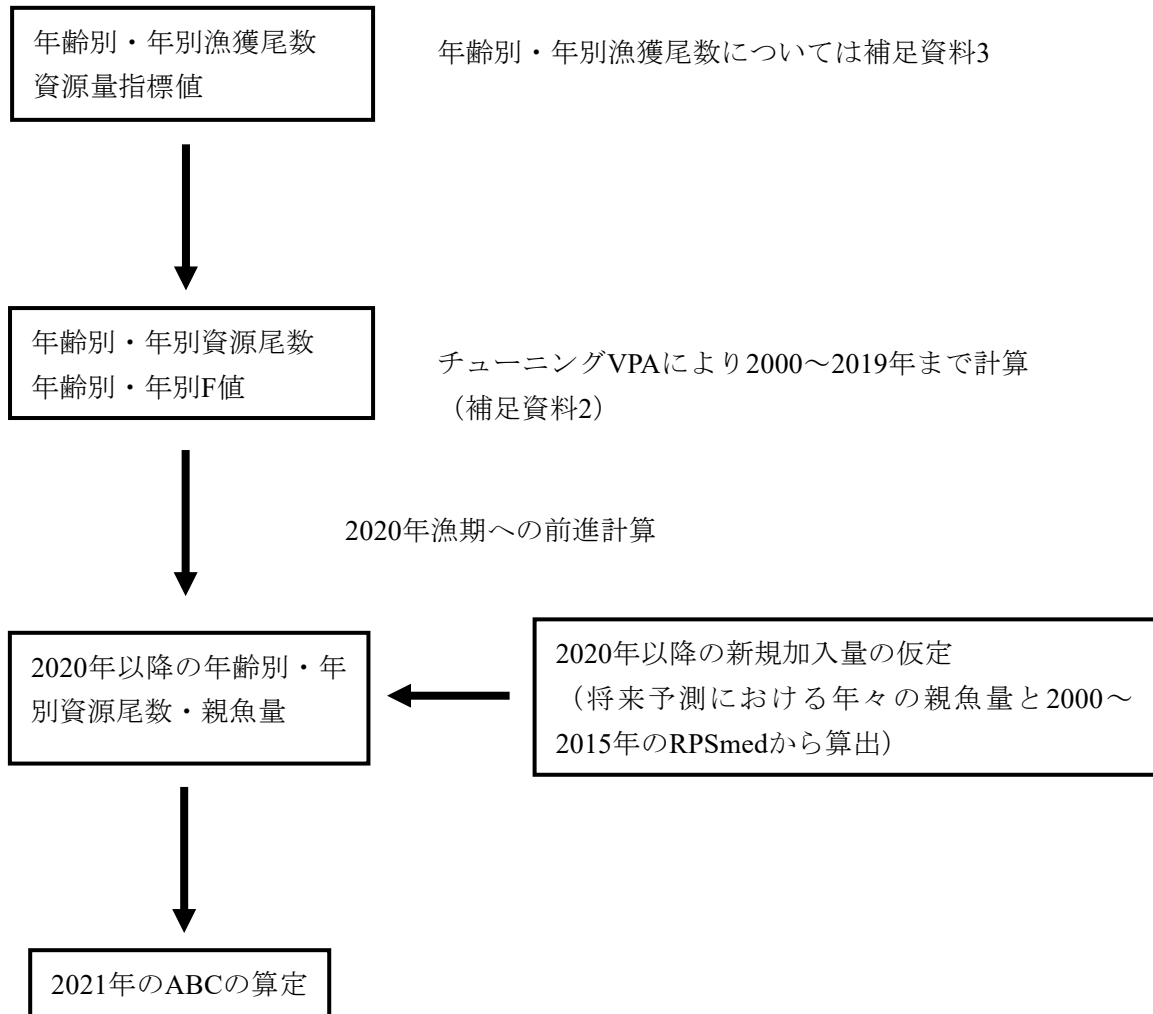 年齢別・年別漁獲尾数
資源量指標値
年齢別・年別漁獲尾数については補足資料3
年齢別・年別資源尾数
年齢別・年別F値
チューニングVPAにより2000～2019年まで計算
（補足資料2）
2020年漁期への前進計算
2020年以降の年齢別・年
別資源尾数・親魚量
2020年以降の新規加入量の仮定
（将来予測における年々の親魚量と2000～
2015年のRPSmedから算出）
2021年のABCの算定